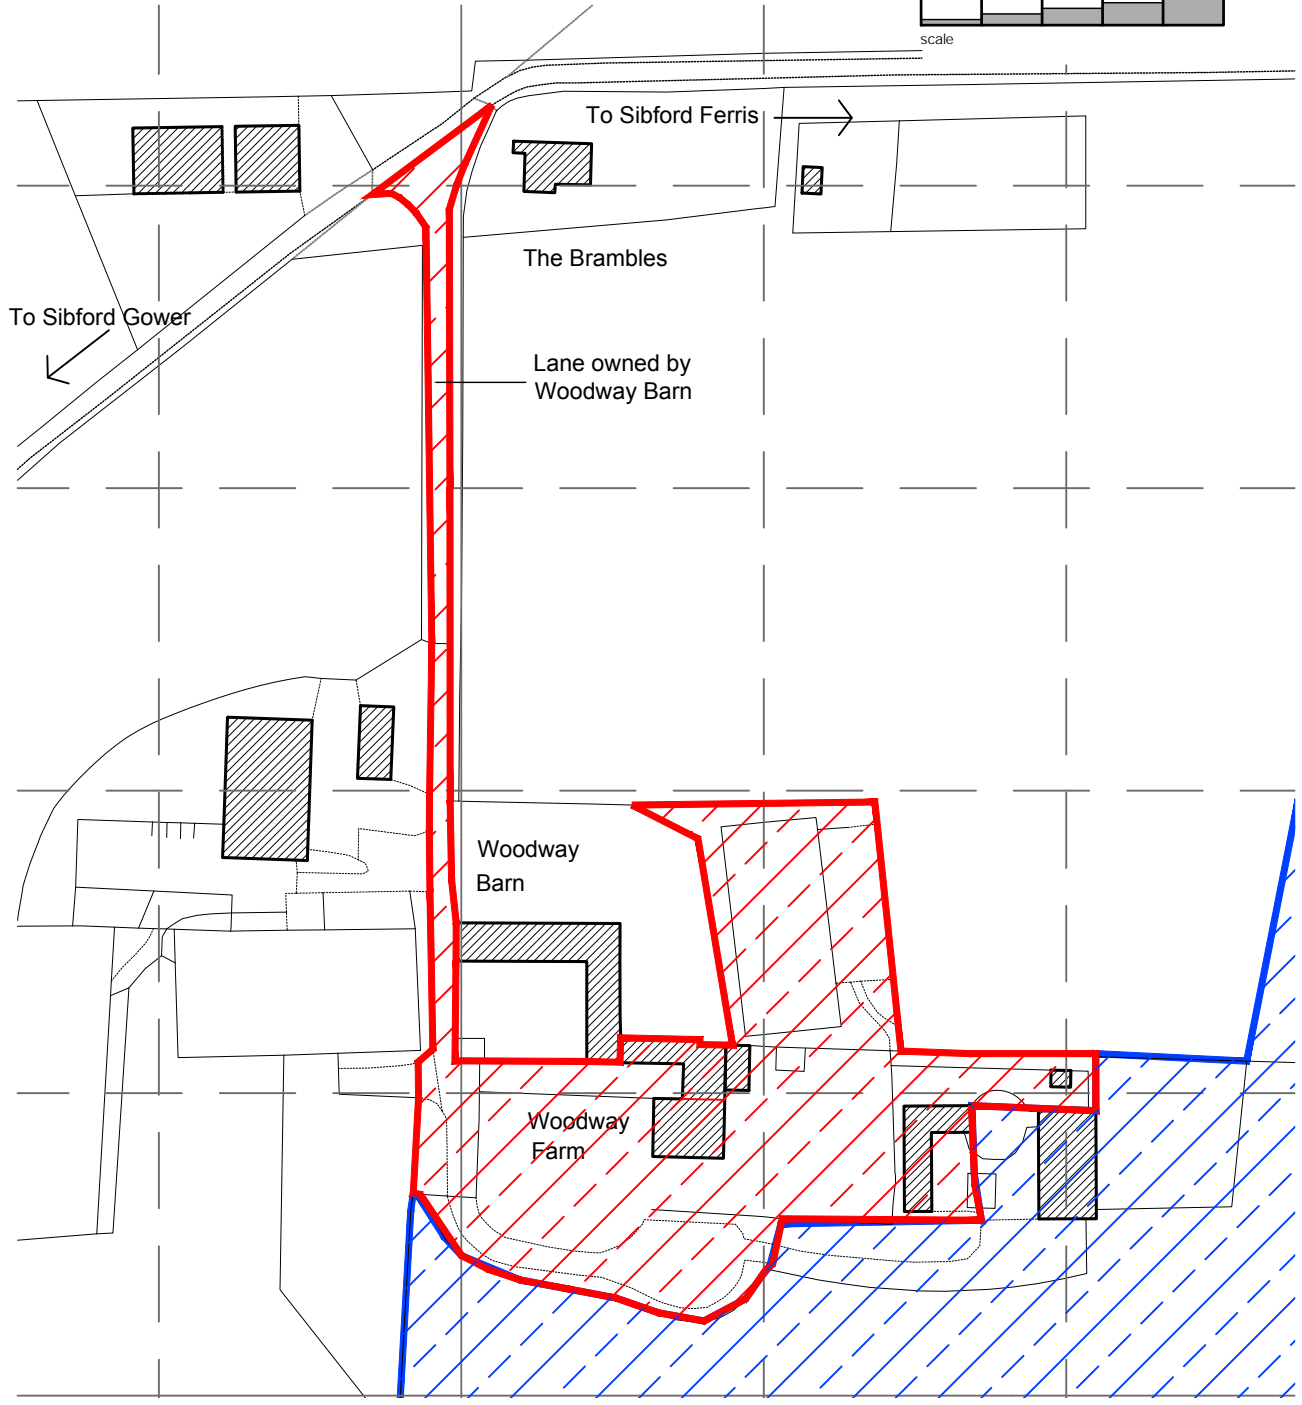 scale
To Sibford Ferris
The Brambles
To Sibford Gower
Lane owned by
Woodway Barn
Woodway
Barn
Woodway
Farm